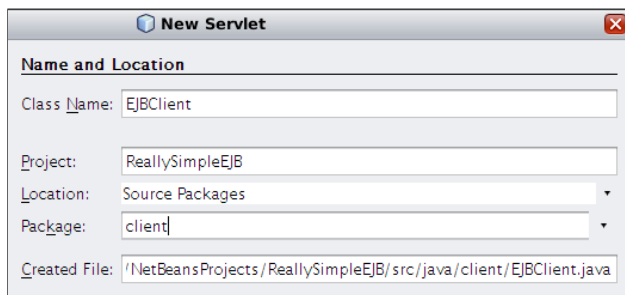 New Servlet
Name and Location
Class Name: EJBClient
Project: ReallySimpleEJB
Location: Source Packages
Package: client
Created File: /NetBeansProjects/ReallySimpleEJB/src/java/client/EJBClient.java